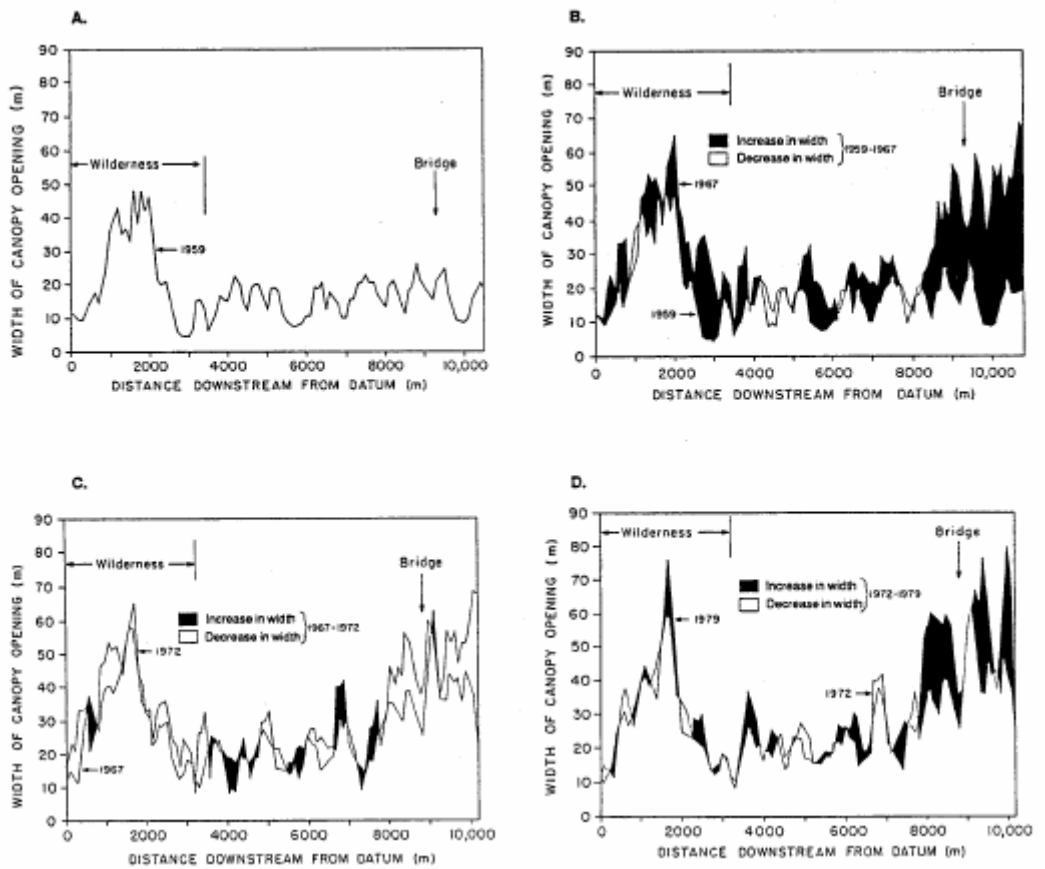 A.
WIDTH OF CANOPY OPENING (m)
90
80
70
60
50
40
30
20
10
0
Wilderness
Bridge
1959
0 2000 4000 6000 8000 10,000
DISTANCE DOWNSTREAM FROM DATUM (m)
B.
WIDTH OF CANOPY OPENING (m)
90
80
70
60
50
40
30
20
10
0
Wilderness
Bridge
Increase in width
Decrease in width
1959-1967
1967
1959
0 2000 4000 6000 8000 10,000
DISTANCE DOWNSTREAM FROM DATUM (m)
C.
WIDTH OF CANOPY OPENING (m)
90
80
70
60
50
40
30
20
10
0
Wilderness
Bridge
Increase in width
Decrease in width
1967-1972
1972
1967
0 2000 4000 6000 8000 10,000
DISTANCE DOWNSTREAM FROM DATUM (m)
D.
WIDTH OF CANOPY OPENING (m)
90
80
70
60
50
40
30
20
10
0
Wilderness
Bridge
Increase in width
Decrease in width
1972-1979
1979
1972
0 2000 4000 6000 8000 10,000
DISTANCE DOWNSTREAM FROM DATUM (m)